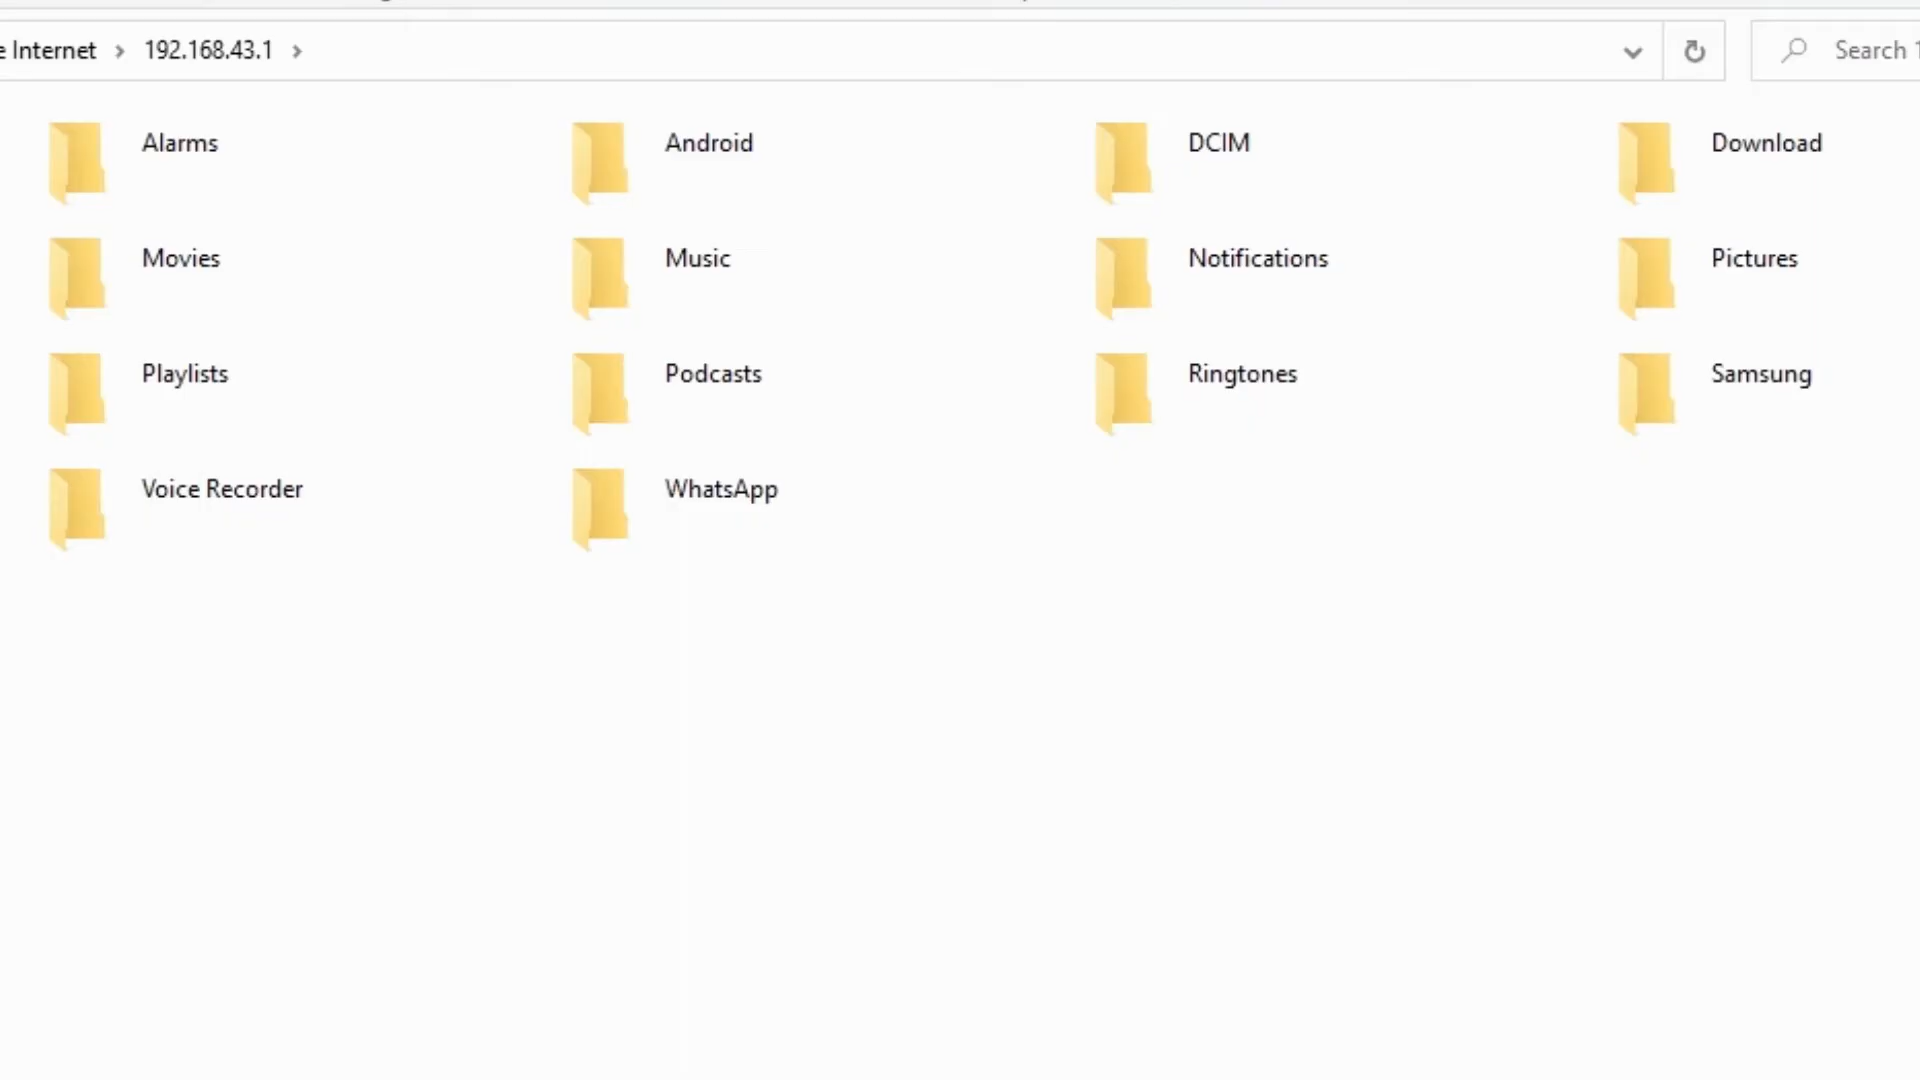 e Internet > 192.168.43.1 >
Search 1
Alarms
Android
DCIM
Download
Movies
Music
Notifications
Pictures
Playlists
Podcasts
Ringtones
Samsung
Voice Recorder
WhatsApp